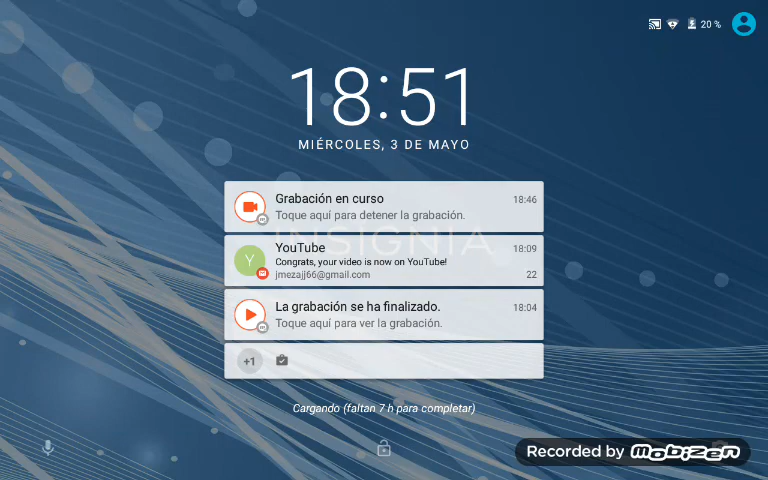 20 %
18:51
MIÉRCOLES, 3 DE MAYO
Grabación en curso 18:46
Toque aquí para detener la grabación.
INSIGNIA
YouTube 18:09
Congrats, your video is now on YouTube!
jmezajj66@gmail.com 22
Y
La grabación se ha finalizado. 18:04
Toque aquí para ver la grabación.
+1
Cargando (faltan 7 h para completar)
Recorded by Mobizen